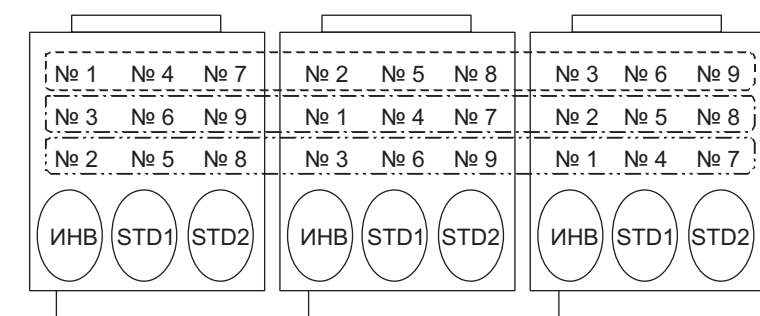 № 1 № 4 № 7 № 2 № 5 № 8 № 3 № 6 № 9
№ 3 № 6 № 9 № 1 № 4 № 7 № 2 № 5 № 8
№ 2 № 5 № 8 № 3 № 6 № 9 № 1 № 4 № 7
ИНВ STD1 STD2 ИНВ STD1 STD2 ИНВ STD1 STD2